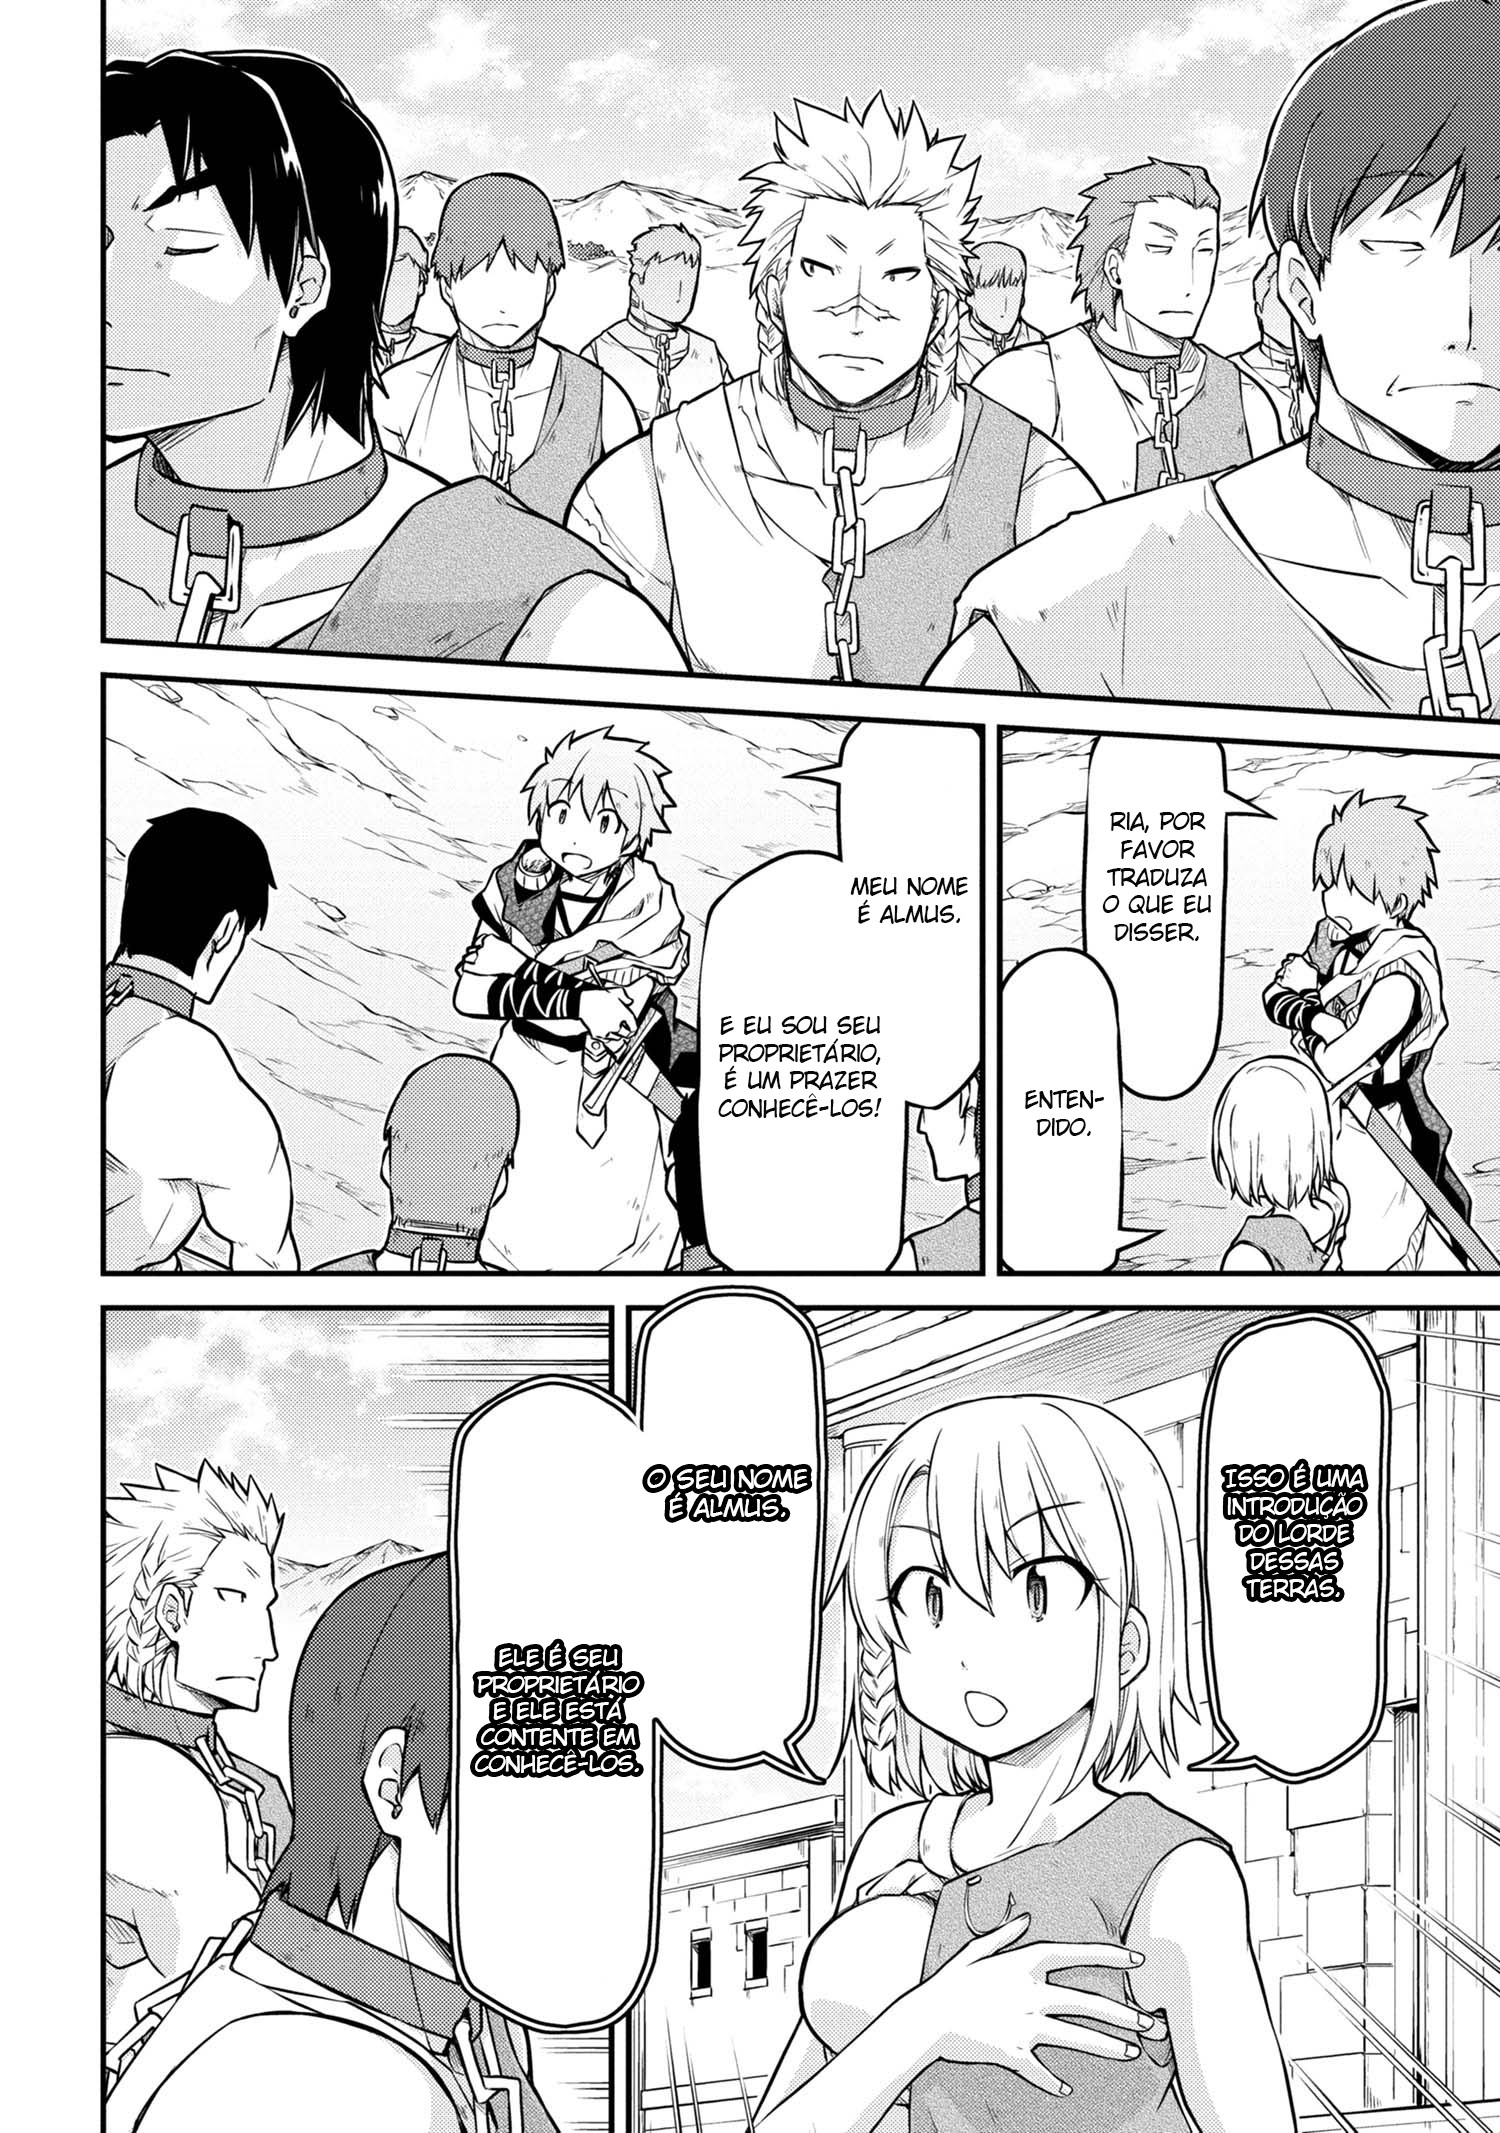 RIA, POR
FAVOR
TRADUZA
O QUE EU
DISSER.
ENTEN-
DIDO.
MEU NOME
É ALMUS.
E EU SOU SEU
PROPRIETÁRIO,
É UM PRAZER
CONHECÊ-LOS!
ISSO É UMA
INTRODUÇÃO
DO LORDE
DESSAS
TERRAS.
O SEU NOME
É ALMUS.
ELE É SEU
PROPRIETÁRIO
E ELE ESTÁ
CONTENTE EM
CONHECÊ-LOS.